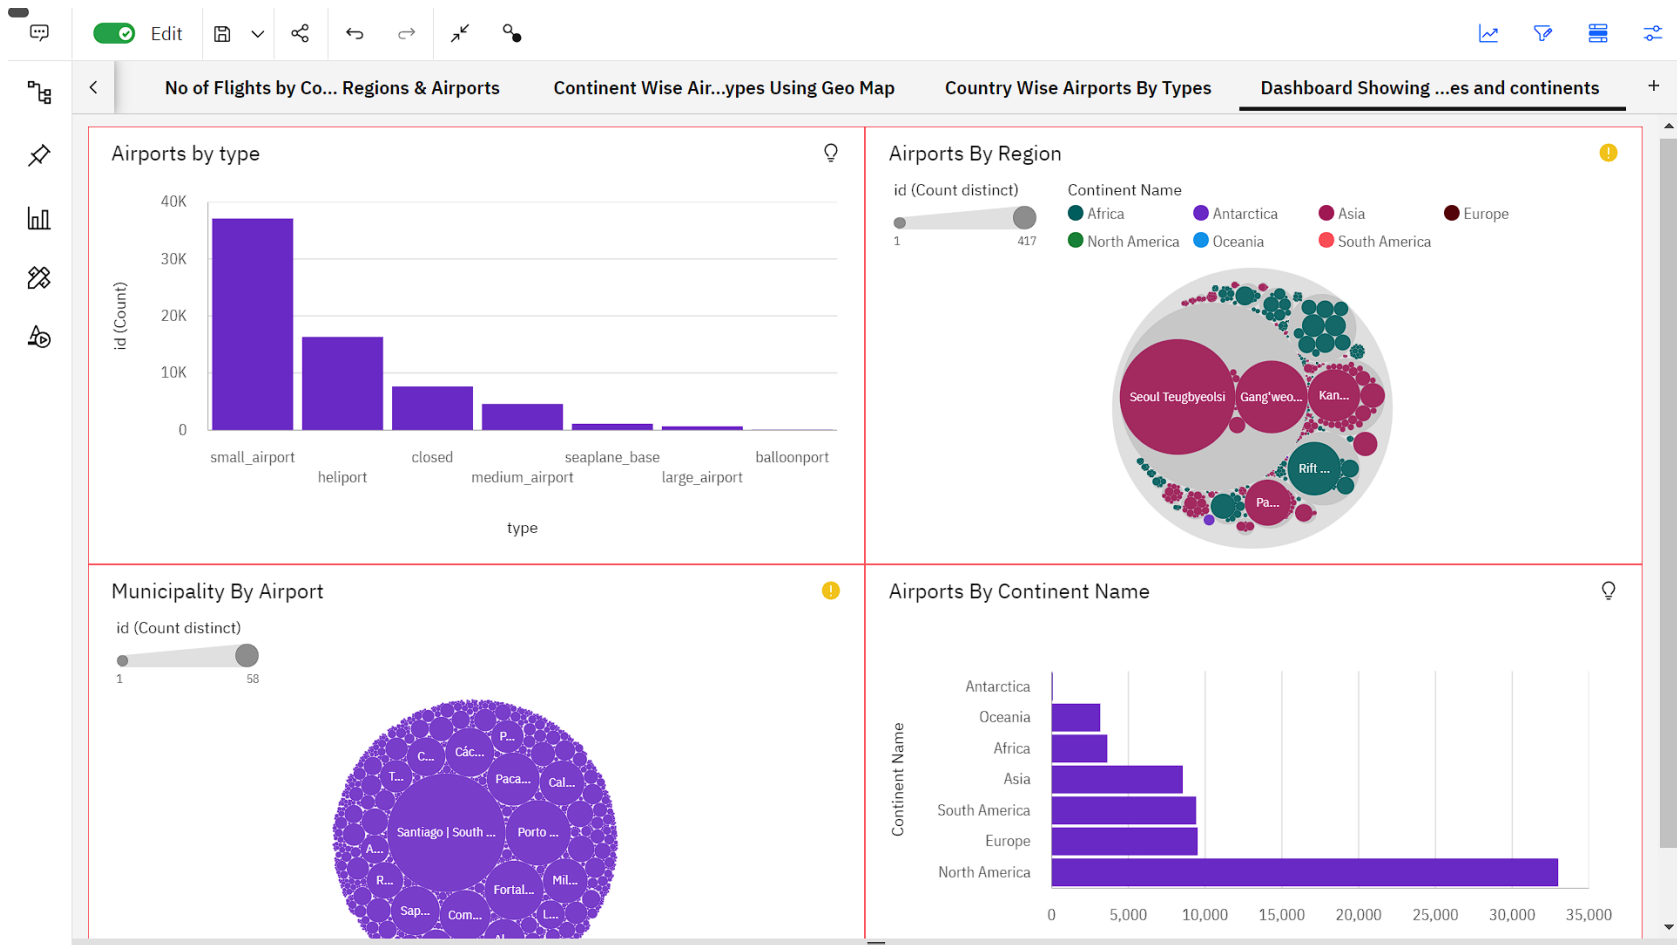 Edit
No of Flights by Co... Regions & Airports
Continent Wise Air...ypes Using Geo Map
Country Wise Airports By Types
Dashboard Showing ...es and continents
Airports by type
40K
30K
20K
10K
0
id (Count)
small_airport
heliport
closed
medium_airport
seaplane_base
large_airport
balloonport
type
Airports By Region
id (Count distinct)
1
417
Continent Name
Africa
Antarctica
Asia
Europe
North America
Oceania
South America
Seoul Teugbyeolsi
Gang'weo...
Kan...
Rift ...
Pa...
Municipality By Airport
id (Count distinct)
1
58
P...
Các...
C...
T...
Paca...
Cal...
Santiago | South ...
Porto ...
A...
R...
Fortal...
Mil...
Sap...
Com...
L...
Airports By Continent Name
Continent Name
Antarctica
Oceania
Africa
Asia
South America
Europe
North America
0
5,000
10,000
15,000
20,000
25,000
30,000
35,000